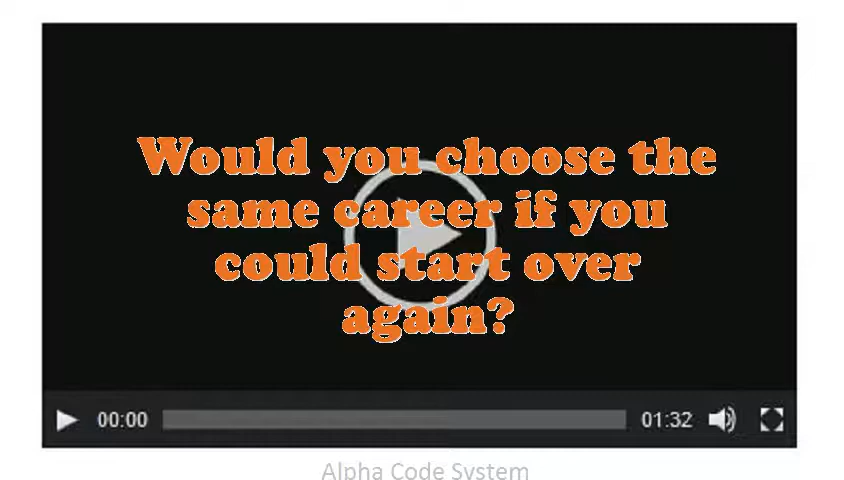 Would you choose the
same career if you
could start over
again?
00:00 01:32
Alpha Code System